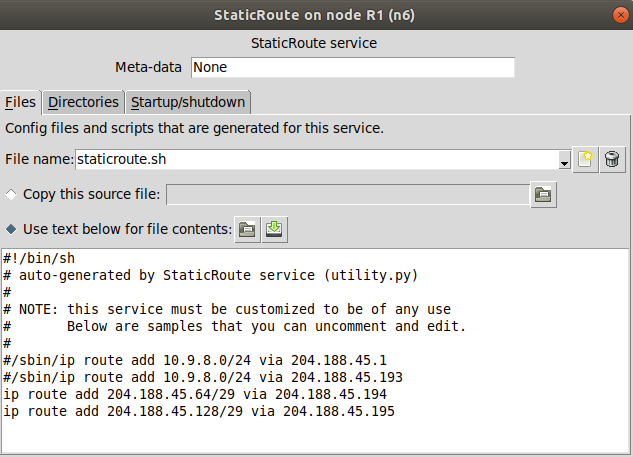 StaticRoute on node R1 (n6)
StaticRoute service
Meta-data None
Files Directories Startup/shutdown
Config files and scripts that are generated for this service.
File name: staticroute.sh
Copy this source file:
Use text below for file contents:
#!/bin/sh
# auto-generated by StaticRoute service (utility.py)
#
# NOTE: this service must be customized to be of any use
#       Below are samples that you can uncomment and edit.
#
#/sbin/ip route add 10.9.8.0/24 via 204.188.45.1
#/sbin/ip route add 10.9.8.0/24 via 204.188.45.193
ip route add 204.188.45.64/29 via 204.188.45.194
ip route add 204.188.45.128/29 via 204.188.45.195